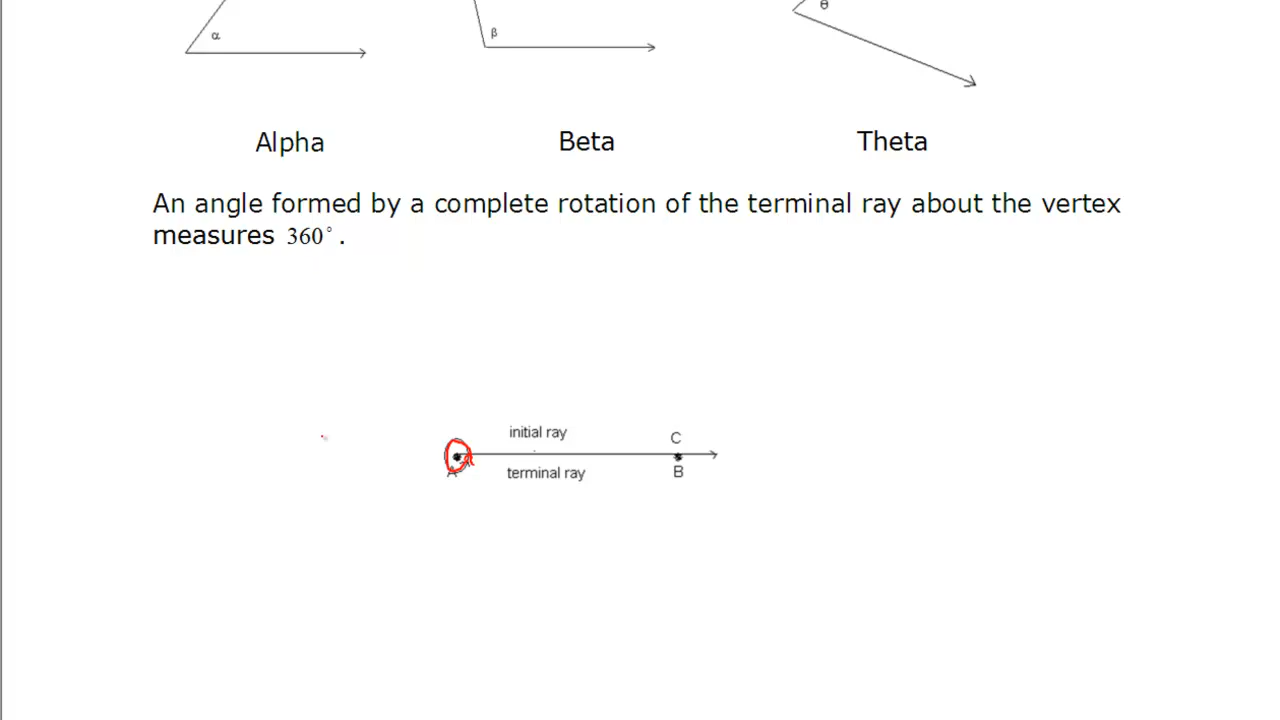 α β θ
Alpha Beta Theta
An angle formed by a complete rotation of the terminal ray about the vertex
measures 360° .
initial ray C
A terminal ray B